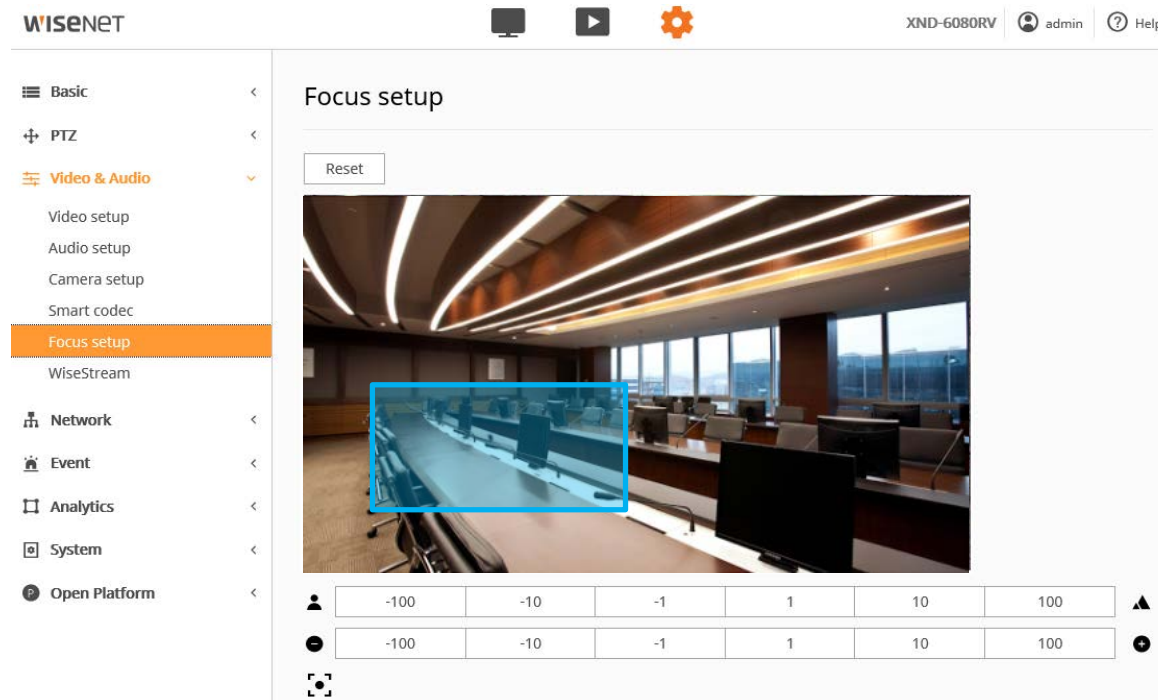 WISENET
XND-6080RV admin Help
Basic
Focus setup
PTZ
Reset
Video & Audio
Video setup
Audio setup
Camera setup
Smart codec
Focus setup
WiseStream
Network
Event
Analytics
System
P Open Platform
-100 -10 -1 1 10 100
-100 -10 -1 1 10 100